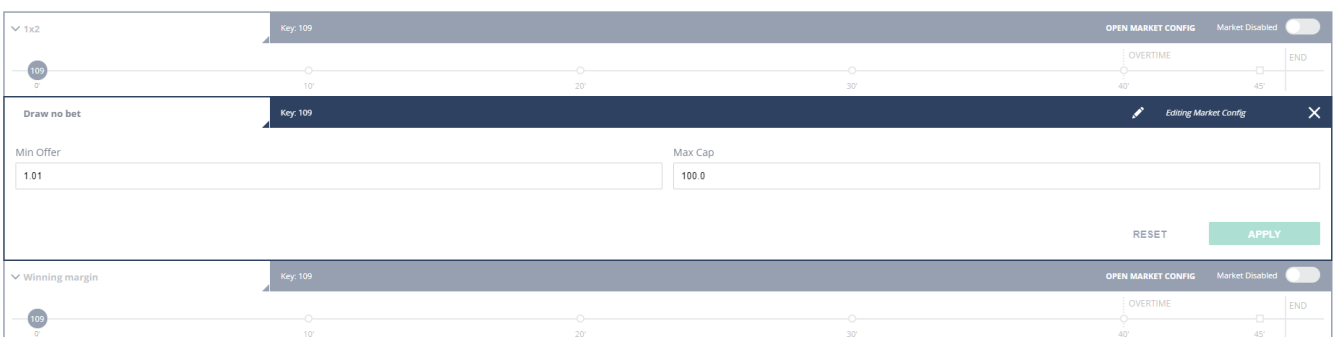 1x2 Key: 109 OPEN MARKET CONFIG Market Disabled
OVERTIME END
109
0' 10' 20' 30' 40' 45'
Draw no bet Key: 109 Editing Market Config
Min Offer Max Cap
1.01 100.0
RESET APPLY
Winning margin Key: 109 OPEN MARKET CONFIG Market Disabled
OVERTIME END
109
0' 10' 20' 30' 40' 45'